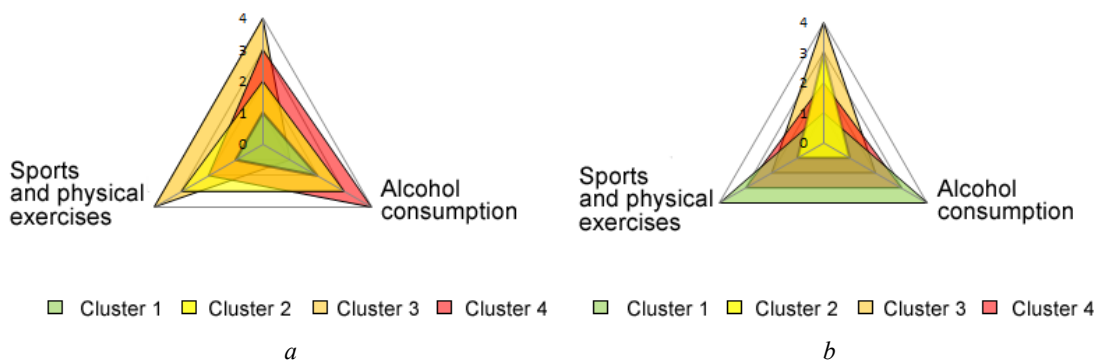 4
3
2
1
0
Sports
and physical
exercises
Alcohol
consumption
Cluster 1 Cluster 2 Cluster 3 Cluster 4
a
4
3
2
1
0
Sports
and physical
exercises
Alcohol
consumption
Cluster 1 Cluster 2 Cluster 3 Cluster 4
b